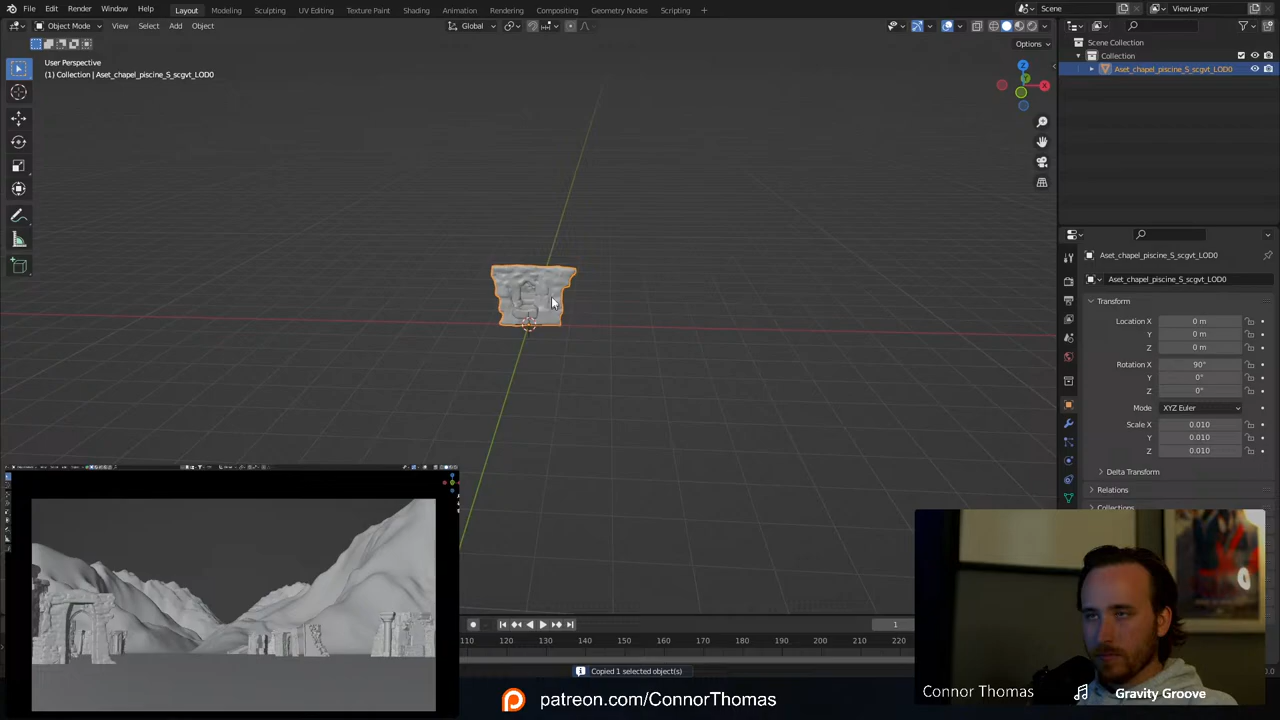 File Edit Render Window Help Layout Modeling Sculpting UV Editing Texture Paint Shading Animation Rendering Compositing Geometry Nodes Scripting + Scene ViewLayer
Object Mode View Select Add Object Global
Options
User Perspective
(1) Collection | Aset_chapel_piscine_S_scgvt_LOD0
Scene Collection
Collection
Aset_chapel_piscine_S_scgvt_LOD0
Aset_chapel_piscine_S_scgvt_LOD0
Aset_chapel_piscine_S_scgvt_LOD0
Transform
Location X 0 m
Y 0 m
Z 0 m
Rotation X 90°
Y 0°
Z 0°
Mode XYZ Euler
Scale X 0.010
Y 0.010
Z 0.010
Delta Transform
Relations
Collections
1
110 120 130 140 150 160 170 180 190 200 210 220
Copied 1 selected object(s)
patreon.com/ConnorThomas
Connor Thomas
Gravity Groove